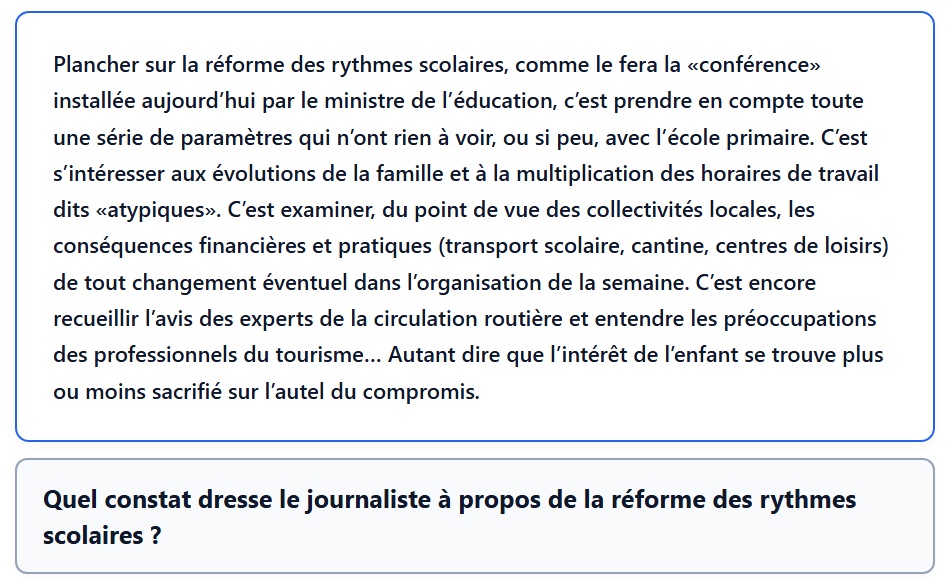 Plancher sur la réforme des rythmes scolaires, comme le fera la «conférence»
installée aujourd’hui par le ministre de l’éducation, c’est prendre en compte toute
une série de paramètres qui n’ont rien à voir, ou si peu, avec l’école primaire. C’est
s’intéresser aux évolutions de la famille et à la multiplication des horaires de travail
dits «atypiques». C’est examiner, du point de vue des collectivités locales, les
conséquences financières et pratiques (transport scolaire, cantine, centres de loisirs)
de tout changement éventuel dans l’organisation de la semaine. C’est encore
recueillir l’avis des experts de la circulation routière et entendre les préoccupations
des professionnels du tourisme... Autant dire que l’intérêt de l’enfant se trouve plus
ou moins sacrifié sur l’autel du compromis.
Quel constat dresse le journaliste à propos de la réforme des rythmes
scolaires ?